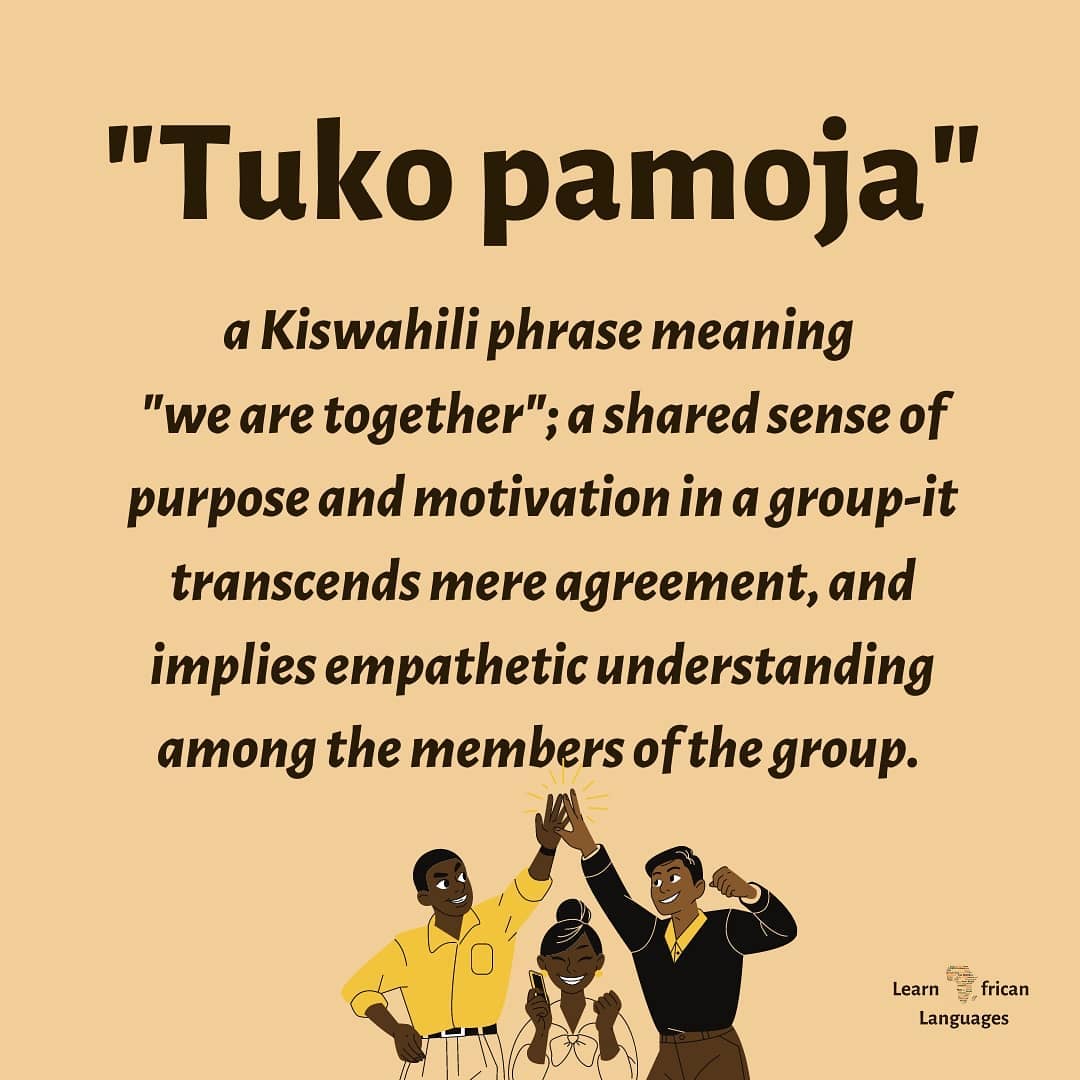 "Tuko pamoja"
a Kiswahili phrase meaning
"we are together"; a shared sense of
purpose and motivation in a group-it
transcends mere agreement, and
implies empathetic understanding
among the members of the group.
Learn frican
Languages